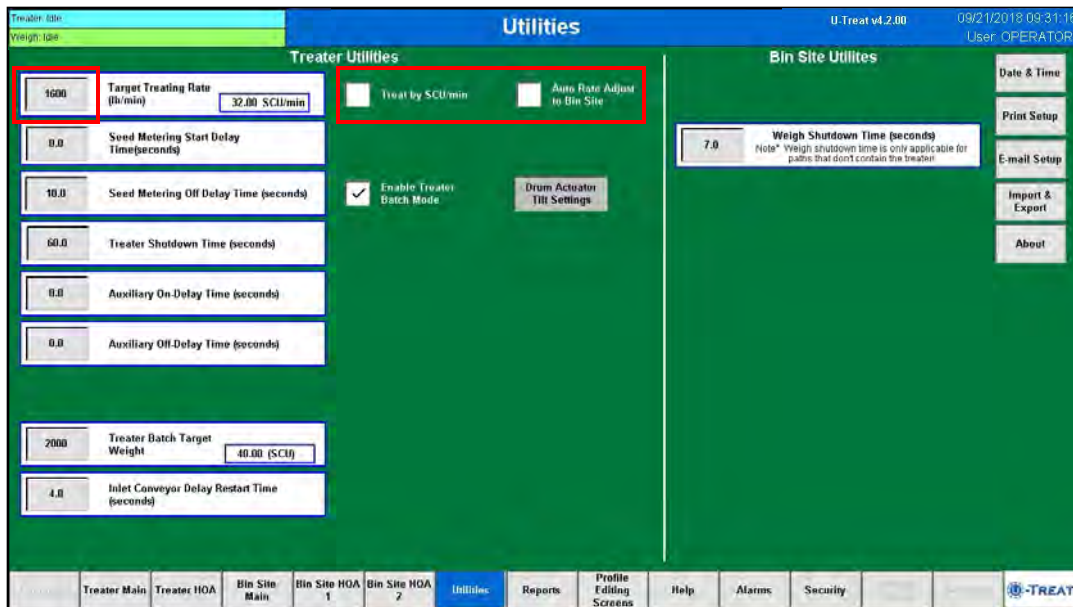 Treater: Idle
Weigh: Idle
Utilities
U-Treat v4.2.00
09/21/2018 09:31:16
User: OPERATOR
Treater Utilities
Bin Site Utilites
1600
Target Treating Rate
(lb/min)
32.00 SCU/min
Treat by SCU/min
Auto Rate Adjust
to Bin Site
0.0
Seed Metering Start Delay
Time(seconds)
7.0
Weigh Shutdown Time (seconds)
Note* Weigh shutdown time is only applicable for
paths that don't contain the treater!
10.0
Seed Metering Off Delay Time (seconds)
Enable Treater
Batch Mode
Drum Actuator
Tilt Settings
60.0
Treater Shutdown Time (seconds)
0.0
Auxiliary On-Delay Time (seconds)
0.0
Auxiliary Off-Delay Time (seconds)
2000
Treater Batch Target
Weight
40.00 (SCU)
4.0
Inlet Conveyor Delay Restart Time
(seconds)
Date & Time
Print Setup
E-mail Setup
Import &
Export
About
Treater Main
Treater HOA
Bin Site
Main
Bin Site HOA
1
Bin Site HOA
2
Utilities
Reports
Profile
Editing
Screens
Help
Alarms
Security
U-TREAT